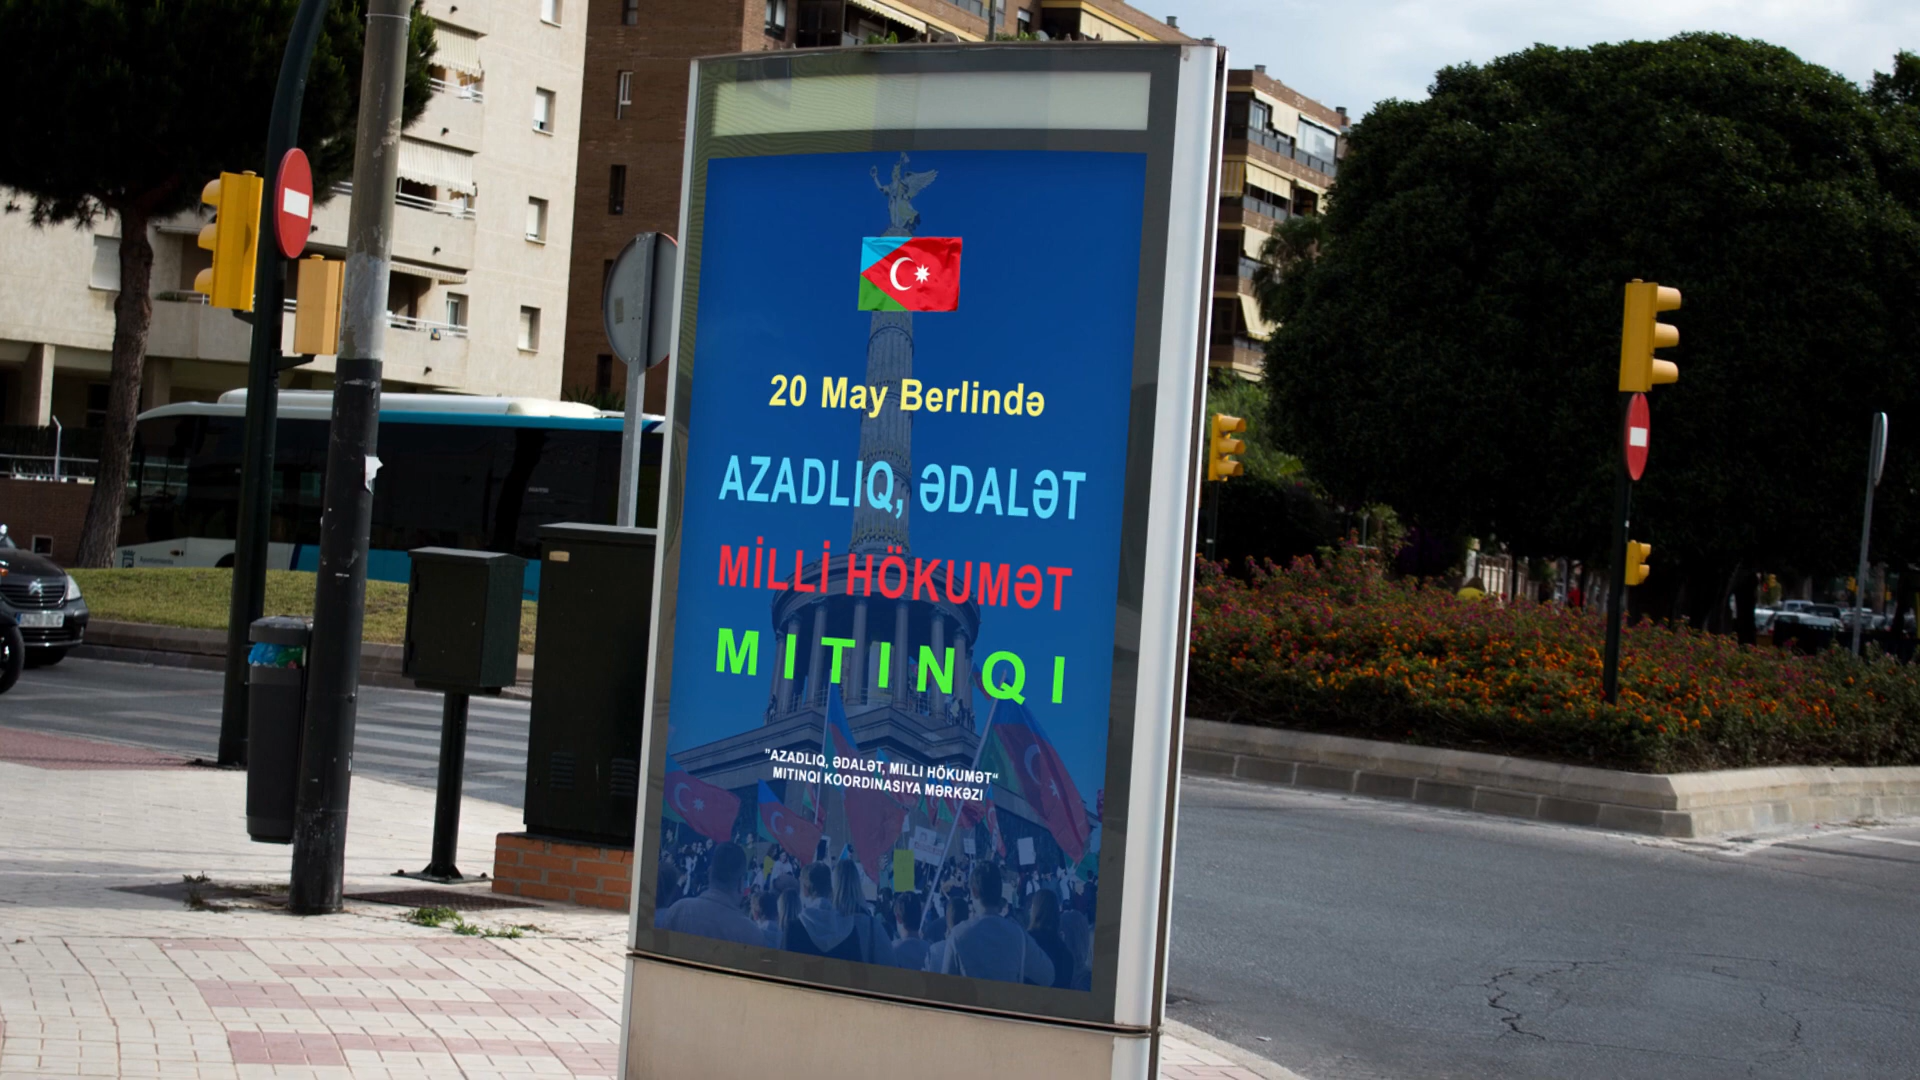 20 May Berlində
AZADLIQ, ƏDALƏT
MİLLİ HÖKUMƏT
MITINQI
"AZADLIQ, ƏDALƏT, MILLI HÖKUMƏT“
MITINQI KOORDINASIYA MƏRKƏZI